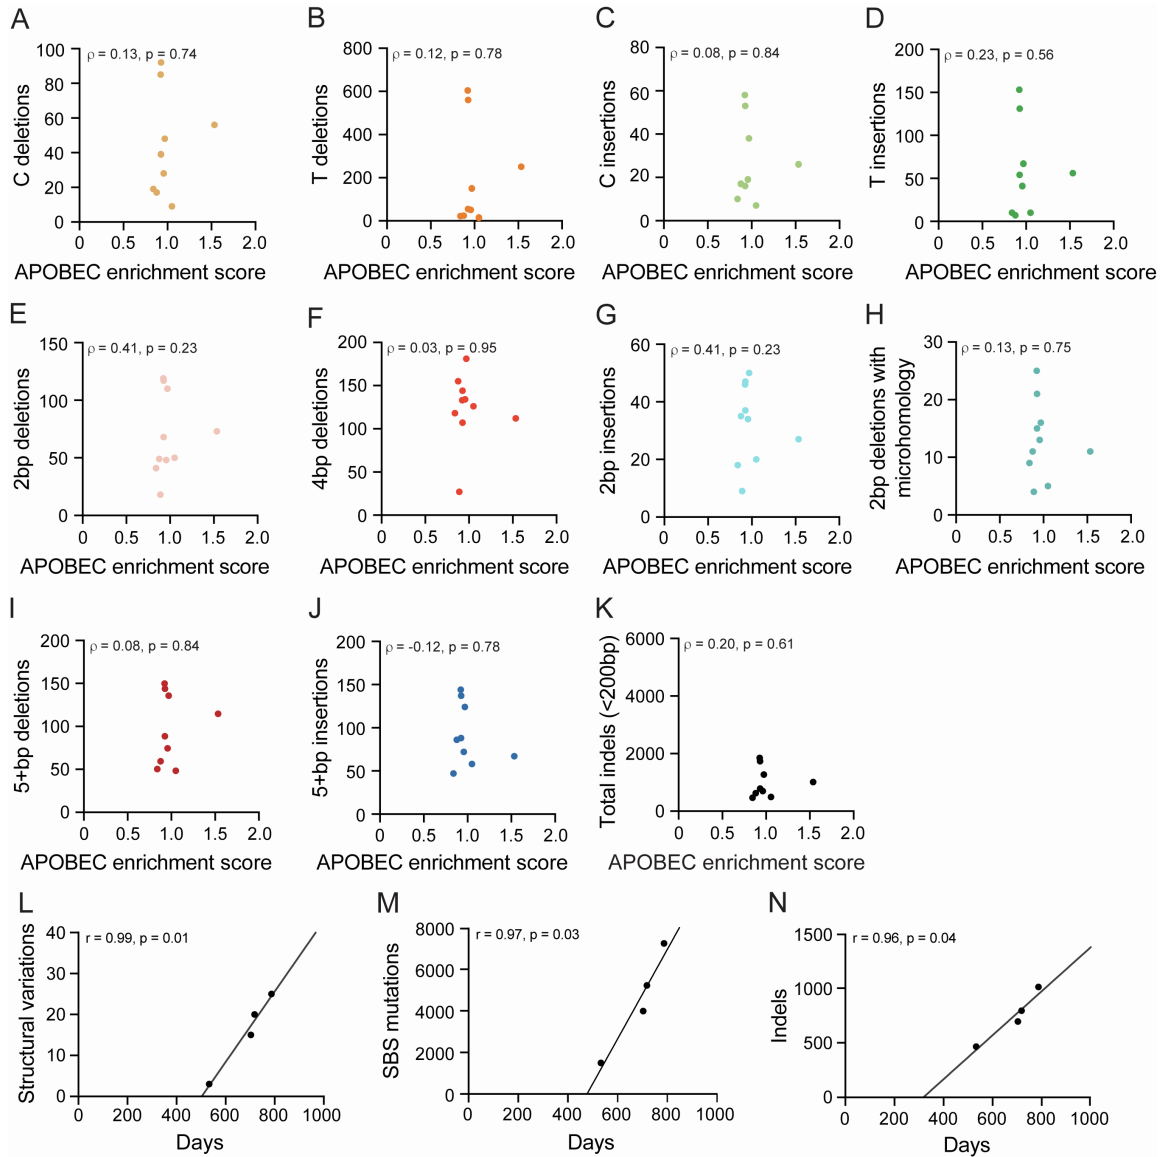 A
ρ = 0.13, p = 0.74
C deletions
100
80
60
40
20
0
0 0.5 1.0 1.5 2.0
APOBEC enrichment score
B
ρ = 0.12, p = 0.78
T deletions
800
600
400
200
0
0 0.5 1.0 1.5 2.0
APOBEC enrichment score
C
ρ = 0.08, p = 0.84
C insertions
80
60
40
20
0
0 0.5 1.0 1.5 2.0
APOBEC enrichment score
D
ρ = 0.23, p = 0.56
T insertions
200
150
100
50
0
0 0.5 1.0 1.5 2.0
APOBEC enrichment score
E
ρ = 0.41, p = 0.23
2bp deletions
150
100
50
0
0 0.5 1.0 1.5 2.0
APOBEC enrichment score
F
ρ = 0.03, p = 0.95
4bp deletions
200
150
100
50
0
0 0.5 1.0 1.5 2.0
APOBEC enrichment score
G
ρ = 0.41, p = 0.23
2bp insertions
60
40
20
0
0 0.5 1.0 1.5 2.0
APOBEC enrichment score
H
ρ = 0.13, p = 0.75
2bp deletions with
microhomology
30
20
10
0
0 0.5 1.0 1.5 2.0
APOBEC enrichment score
I
ρ = 0.08, p = 0.84
5+bp deletions
200
150
100
50
0
0 0.5 1.0 1.5 2.0
APOBEC enrichment score
J
ρ = -0.12, p = 0.78
5+bp insertions
200
150
100
50
0
0 0.5 1.0 1.5 2.0
APOBEC enrichment score
K
ρ = 0.20, p = 0.61
Total indels (<200bp)
6000
4000
2000
0
0 0.5 1.0 1.5 2.0
APOBEC enrichment score
L
r = 0.99, p = 0.01
Structural variations
40
30
20
10
0
0 200 400 600 800 1000
Days
M
r = 0.97, p = 0.03
SBS mutations
8000
6000
4000
2000
0
0 200 400 600 800 1000
Days
N
r = 0.96, p = 0.04
Indels
1500
1000
500
0
0 200 400 600 800 1000
Days